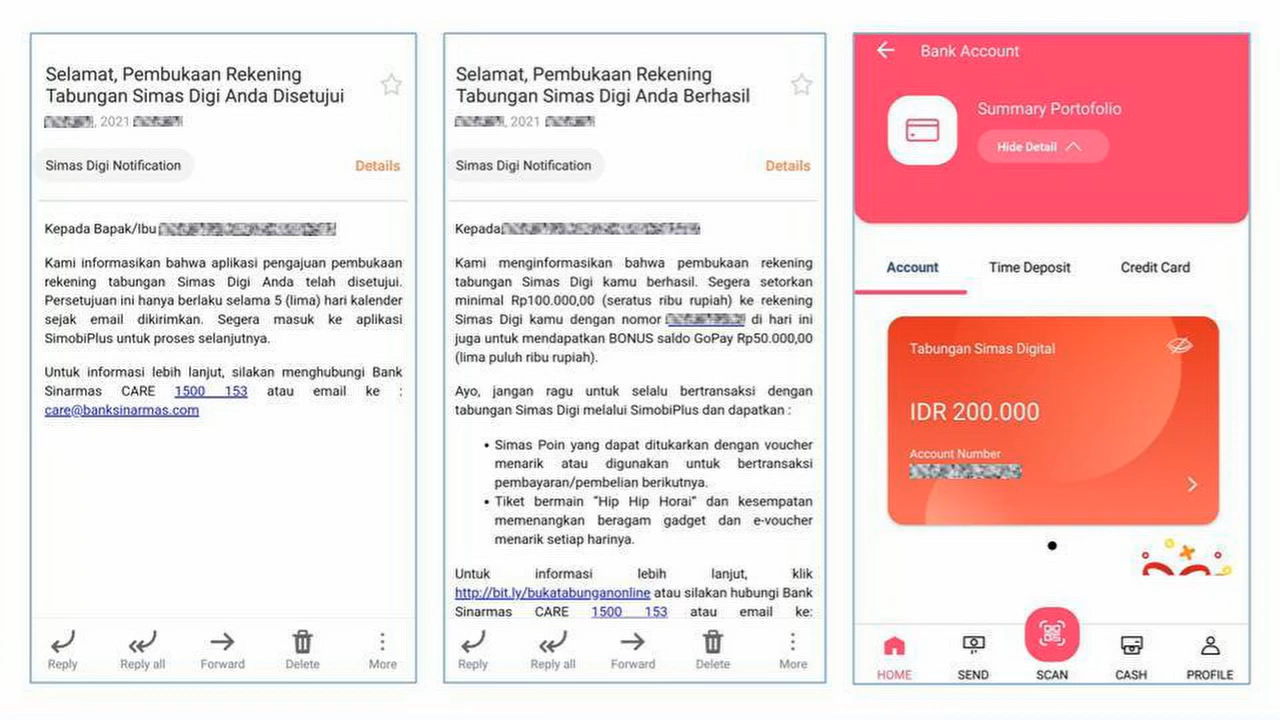 Selamat, Pembukaan Rekening
Tabungan Simas Digi Anda Disetujui
, 2021
Simas Digi Notification
Details
Kepada Bapak/Ibu
Kami informasikan bahwa aplikasi pengajuan pembukaan
rekening tabungan Simas Digi Anda telah disetujui.
Persetujuan ini hanya berlaku selama 5 (lima) hari kalender
sejak email dikirimkan. Segera masuk ke aplikasi
SimobiPlus untuk proses selanjutnya.
Untuk informasi lebih lanjut, silakan menghubungi Bank
Sinarmas CARE 1500 153 atau email ke :
care@banksinarmas.com
Reply
Reply all
Forward
Delete
More
Selamat, Pembukaan Rekening
Tabungan Simas Digi Anda Berhasil
, 2021
Simas Digi Notification
Details
Kepada
Kami menginformasikan bahwa pembukaan rekening
tabungan Simas Digi kamu berhasil. Segera setorkan
minimal Rp100.000,00 (seratus ribu rupiah) ke rekening
Simas Digi kamu dengan nomor di hari ini
juga untuk mendapatkan BONUS saldo GoPay Rp50.000,00
(lima puluh ribu rupiah).
Ayo, jangan ragu untuk selalu bertransaksi dengan
tabungan Simas Digi melalui SimobiPlus dan dapatkan :
• Simas Poin yang dapat ditukarkan dengan voucher
menarik atau digunakan untuk bertransaksi
pembayaran/pembelian berikutnya.
• Tiket bermain “Hip Hip Horai” dan kesempatan
memenangkan beragam gadget dan e-voucher
menarik setiap harinya.
Untuk informasi lebih lanjut, klik
http://bit.ly/bukatabunganonline atau silakan hubungi Bank
Sinarmas CARE 1500 153 atau email ke:
Reply
Reply all
Forward
Delete
More
Bank Account
Summary Portofolio
Hide Detail
Account
Time Deposit
Credit Card
Tabungan Simas Digital
IDR 200.000
Account Number
HOME
SEND
SCAN
CASH
PROFILE